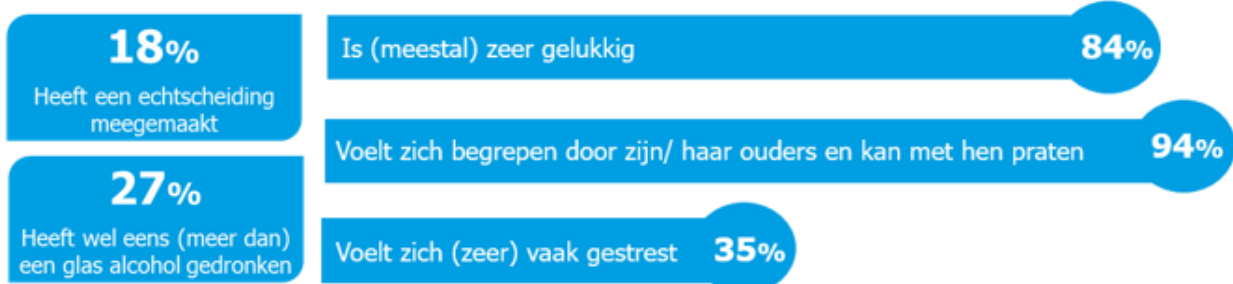 18%
Heeft een echtscheiding
meegemaakt
27%
Heeft wel eens (meer dan)
een glas alcohol gedronken
Is (meestal) zeer gelukkig 84%
Voelt zich begrepen door zijn/ haar ouders en kan met hen praten 94%
Voelt zich (zeer) vaak gestrest 35%